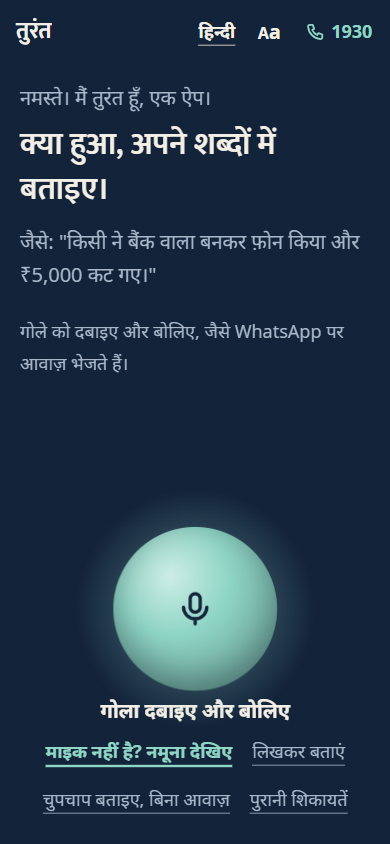 तुरंत हिन्दी Aa 1930
नमस्ते। मैं तुरंत हूँ, एक ऐप।
क्या हुआ, अपने शब्दों में
बताइए।
जैसे: "किसी ने बैंक वाला बनकर फ़ोन किया और
₹5,000 कट गए।"
गोले को दबाइए और बोलिए, जैसे WhatsApp पर
आवाज़ भेजते हैं।
गोला दबाइए और बोलिए
माइक नहीं है? नमूना देखिए लिखकर बताएं
चुपचाप बताइए, बिना आवाज़ पुरानी शिकायतें